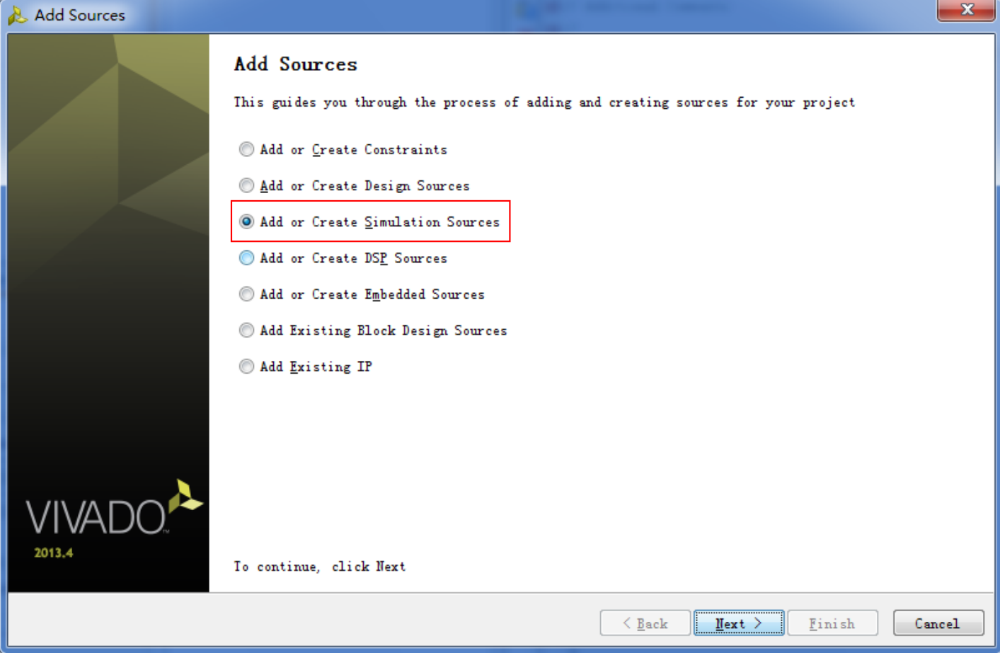 Add Sources
Add Sources
This guides you through the process of adding and creating sources for your project
Add or Create Constraints
Add or Create Design Sources
Add or Create Simulation Sources
Add or Create DSP Sources
Add or Create Embedded Sources
Add Existing Block Design Sources
Add Existing IP
VIVADO™
2013.4
To continue, click Next
< Back Next > Finish Cancel